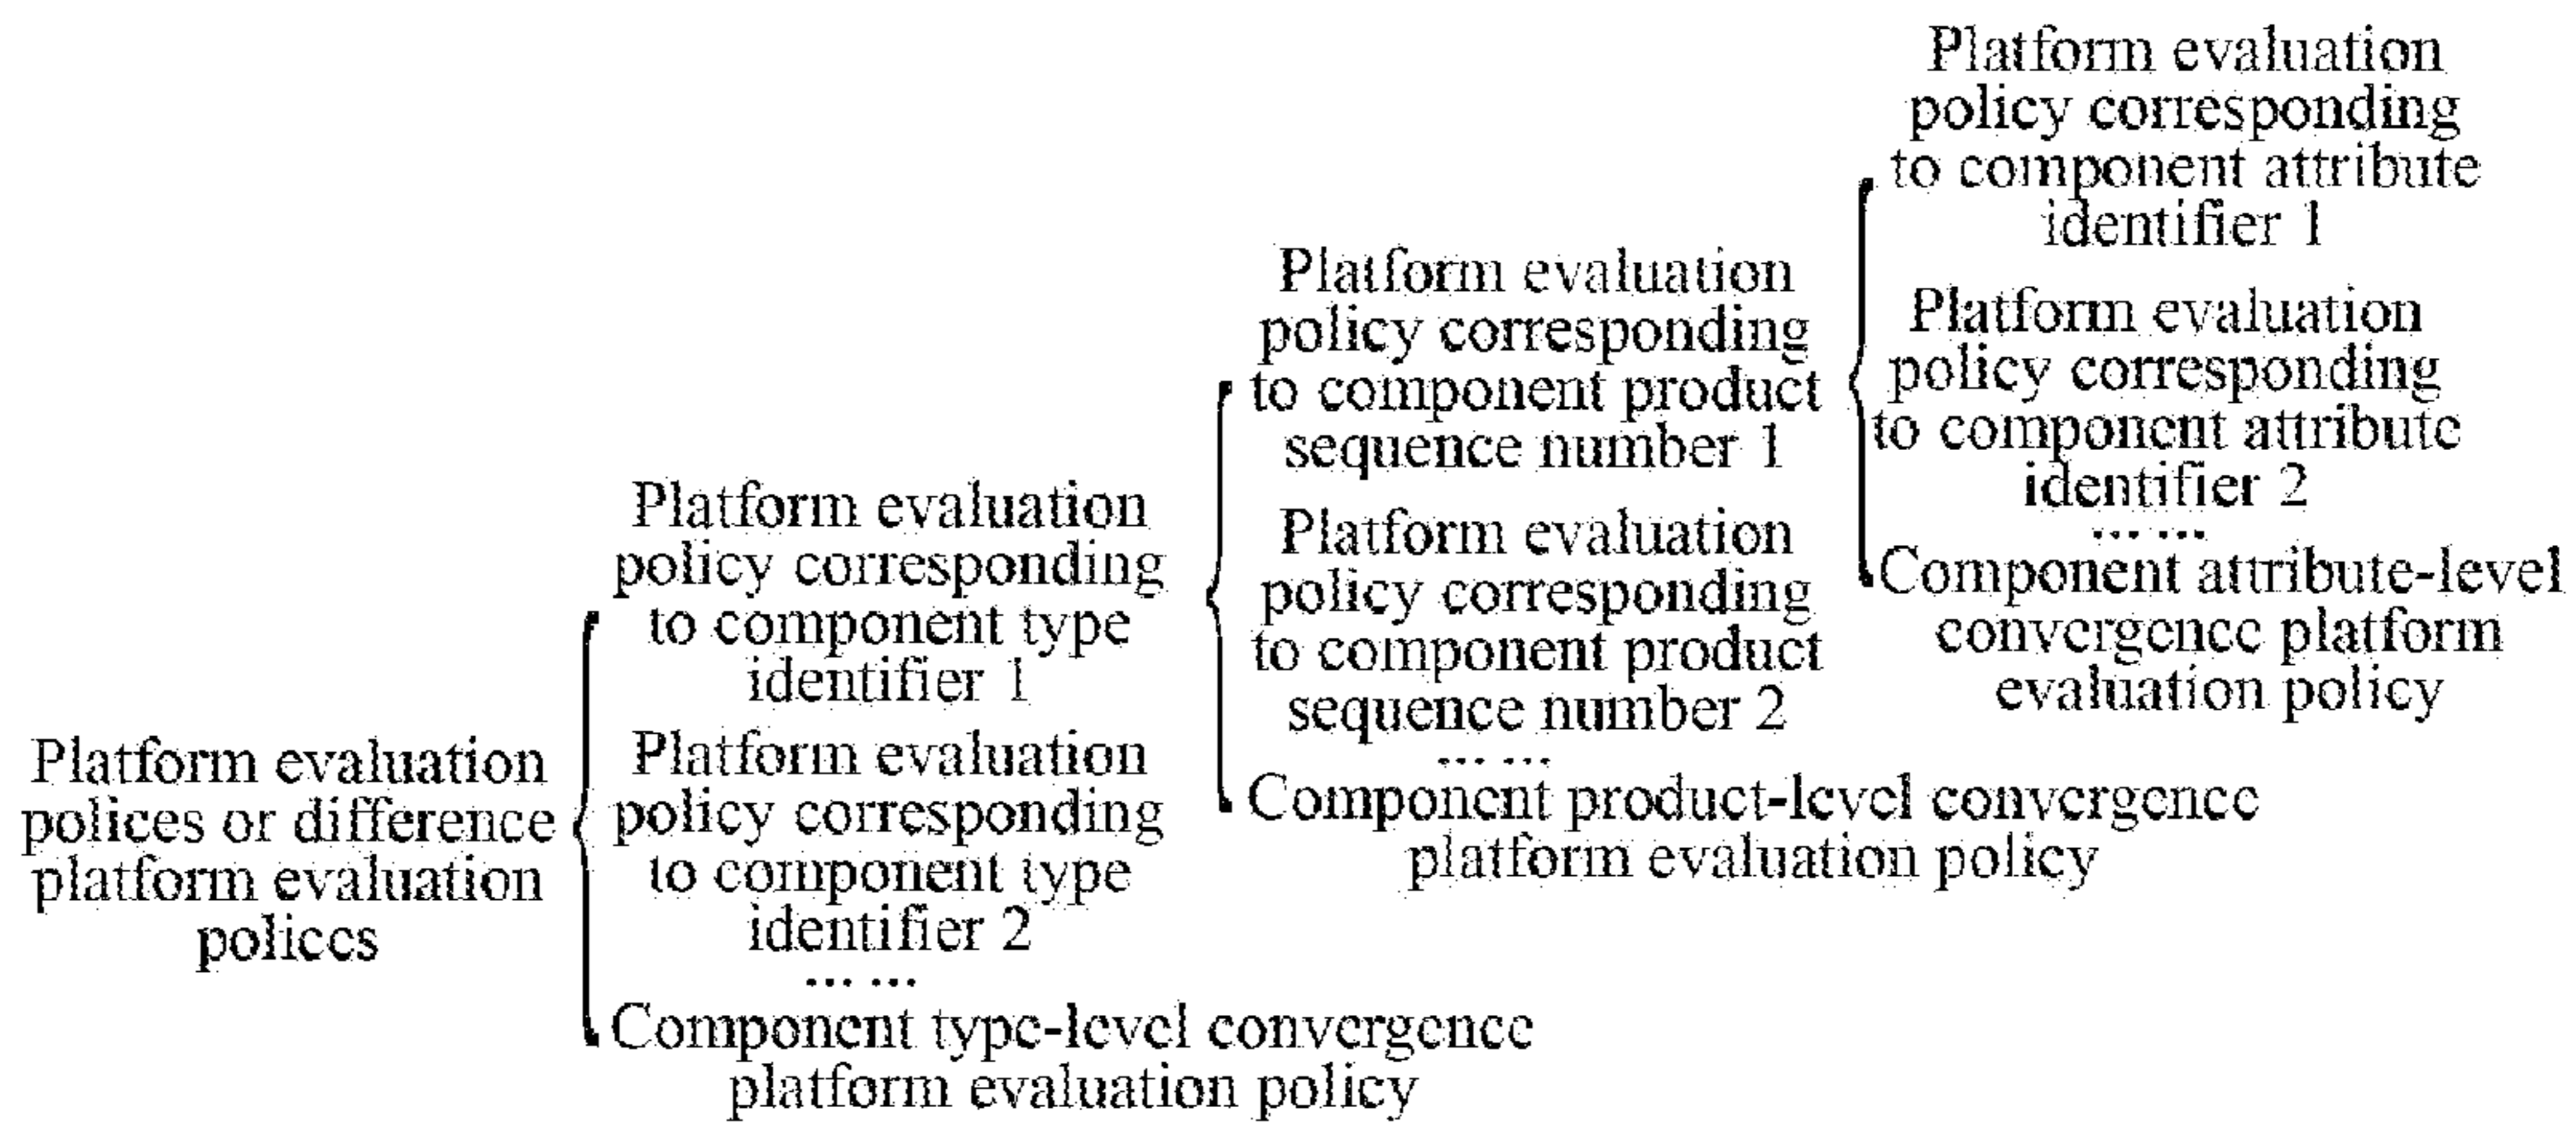 Platform evaluation
polices or difference
platform evaluation
polices
Platform evaluation
policy corresponding
to component type
identifier 1
Platform evaluation
policy corresponding
to component type
identifier 2
... ...
Component type-level convergence
platform evaluation policy
Platform evaluation
policy corresponding
to component product
sequence number 1
Platform evaluation
policy corresponding
to component product
sequence number 2
... ...
Component product-level convergence
platform evaluation policy
Platform evaluation
policy corresponding
to component attribute
identifier 1
Platform evaluation
policy corresponding
to component attribute
identifier 2
... ...
Component attribute-level
convergence platform
evaluation policy